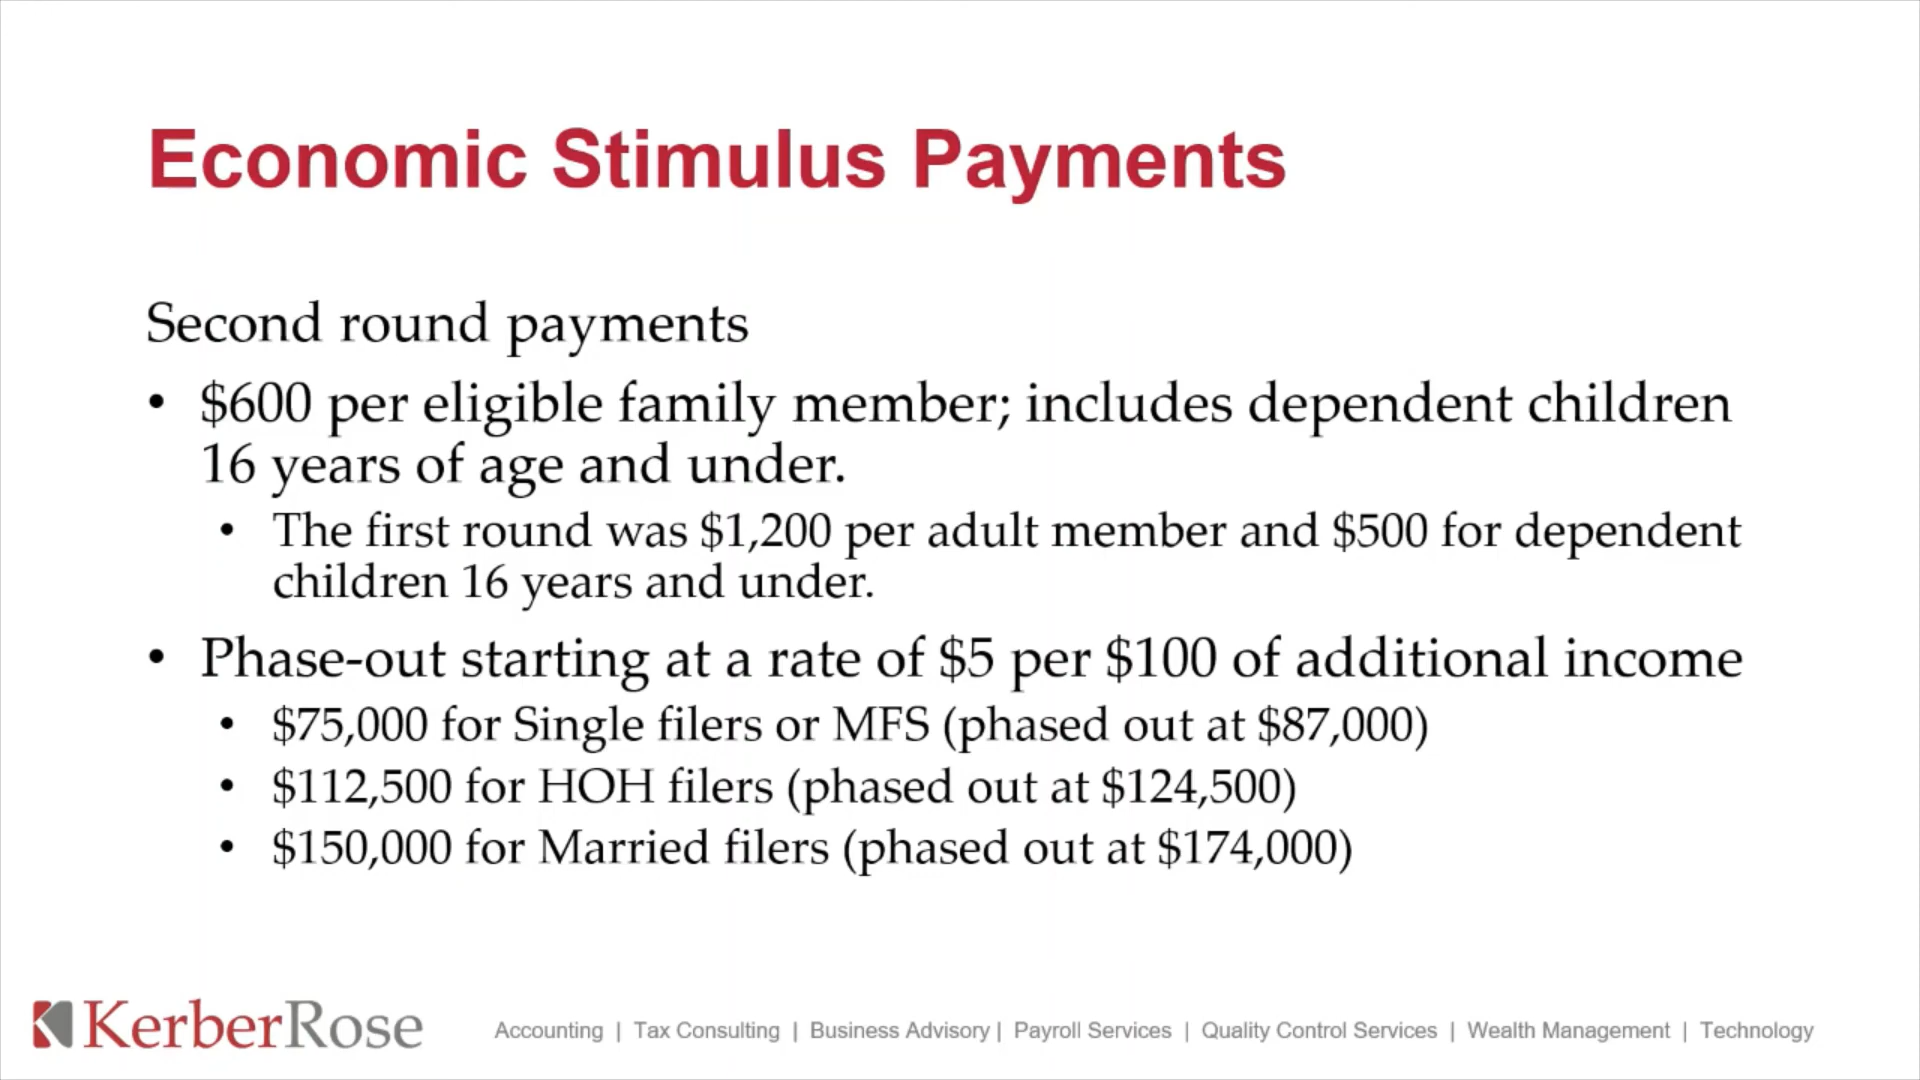 Economic Stimulus Payments
Second round payments
• $600 per eligible family member; includes dependent children
16 years of age and under.
• The first round was $1,200 per adult member and $500 for dependent
children 16 years and under.
• Phase-out starting at a rate of $5 per $100 of additional income
• $75,000 for Single filers or MFS (phased out at $87,000)
• $112,500 for HOH filers (phased out at $124,500)
• $150,000 for Married filers (phased out at $174,000)
KerberRose
Accounting | Tax Consulting | Business Advisory | Payroll Services | Quality Control Services | Wealth Management | Technology